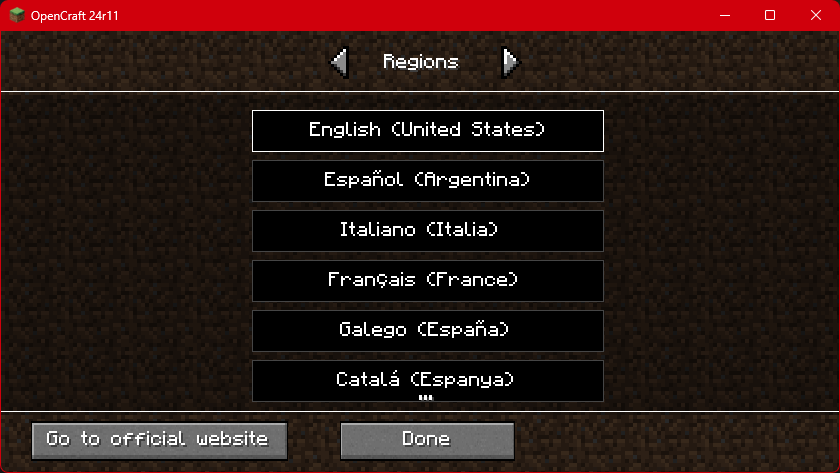 OpenCraft 24r11
Regions
English (United States)
Español (Argentina)
Italiano (Italia)
Français (France)
Galego (España)
Catalá (Espanya)
...
Go to official website
Done